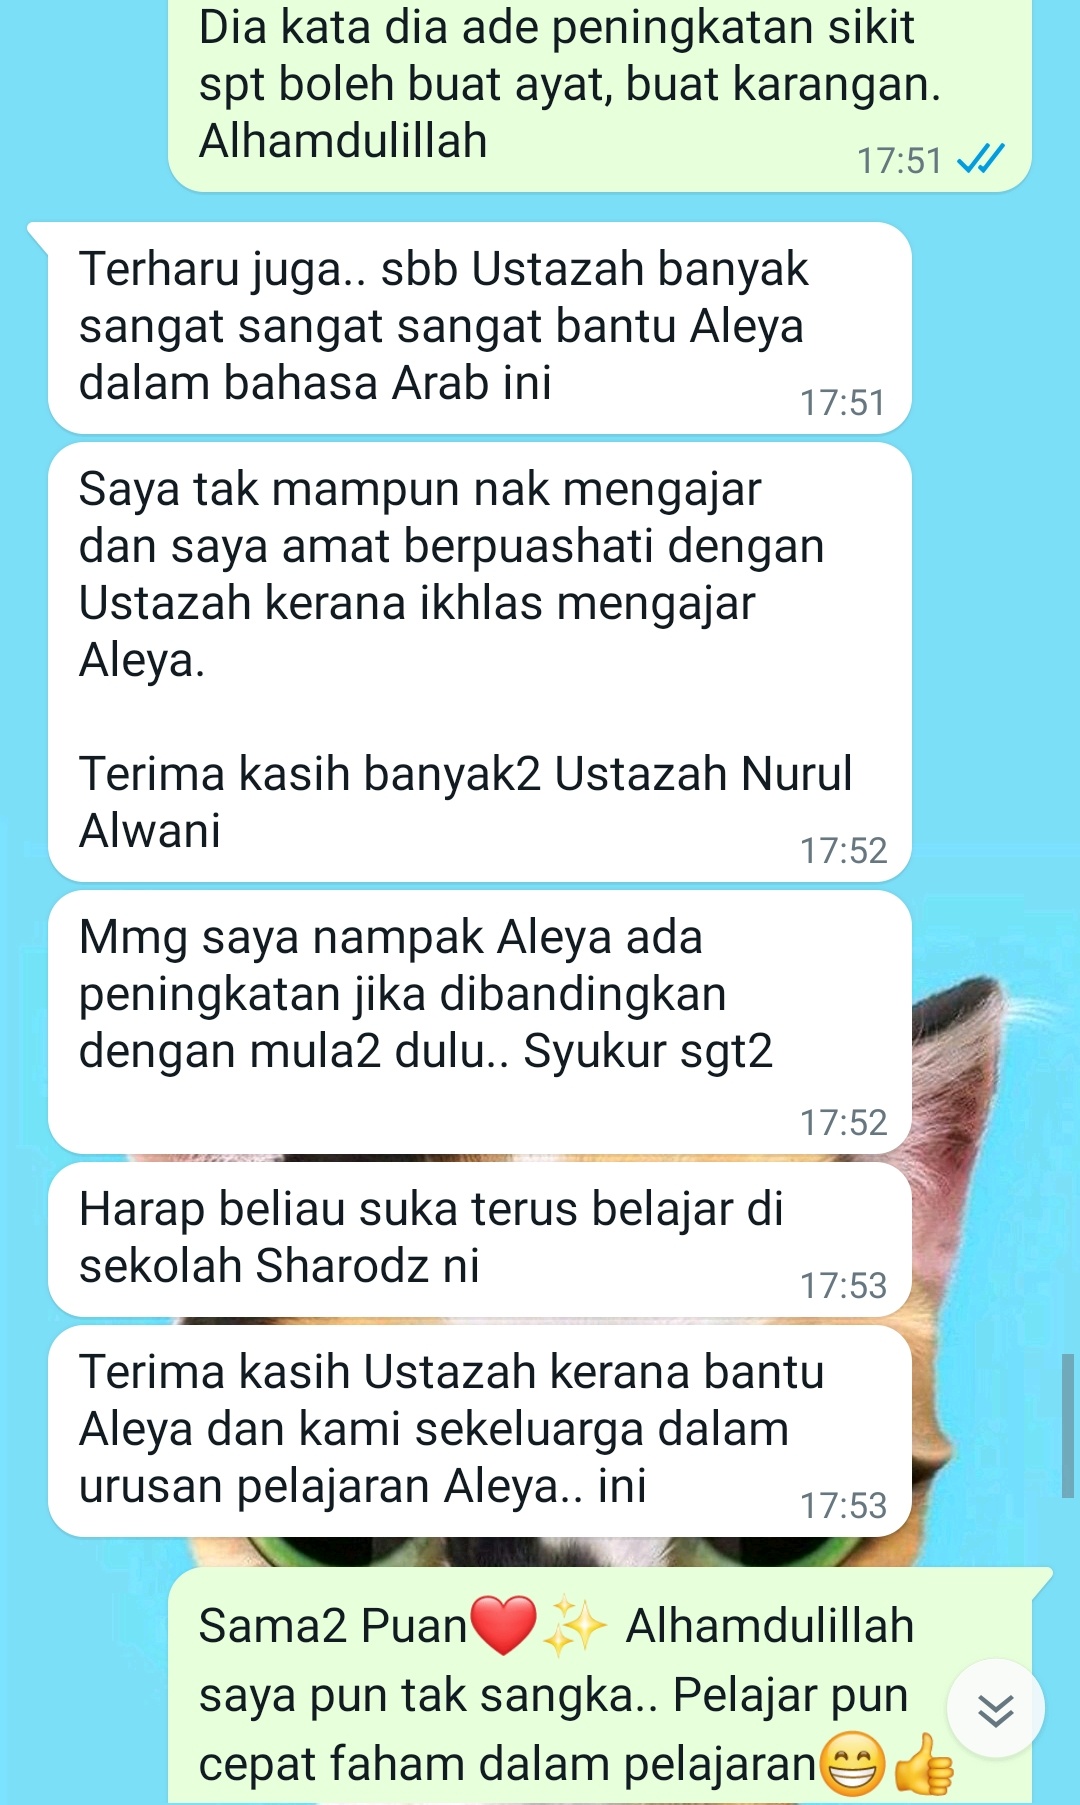 Dia kata dia ade peningkatan sikit
spt boleh buat ayat, buat karangan.
Alhamdulillah
17:51
Terharu juga.. sbb Ustazah banyak
sangat sangat sangat bantu Aleya
dalam bahasa Arab ini
17:51
Saya tak mampun nak mengajar
dan saya amat berpuashati dengan
Ustazah kerana ikhlas mengajar
Aleya.
Terima kasih banyak2 Ustazah Nurul
Alwani
17:52
Mmg saya nampak Aleya ada
peningkatan jika dibandingkan
dengan mula2 dulu.. Syukur sgt2
17:52
Harap beliau suka terus belajar di
sekolah Sharodz ni
17:53
Terima kasih Ustazah kerana bantu
Aleya dan kami sekeluarga dalam
urusan pelajaran Aleya.. ini
17:53
Sama2 Puan❤️✨ Alhamdulillah
saya pun tak sangka.. Pelajar pun
cepat faham dalam pelajaran😁👍